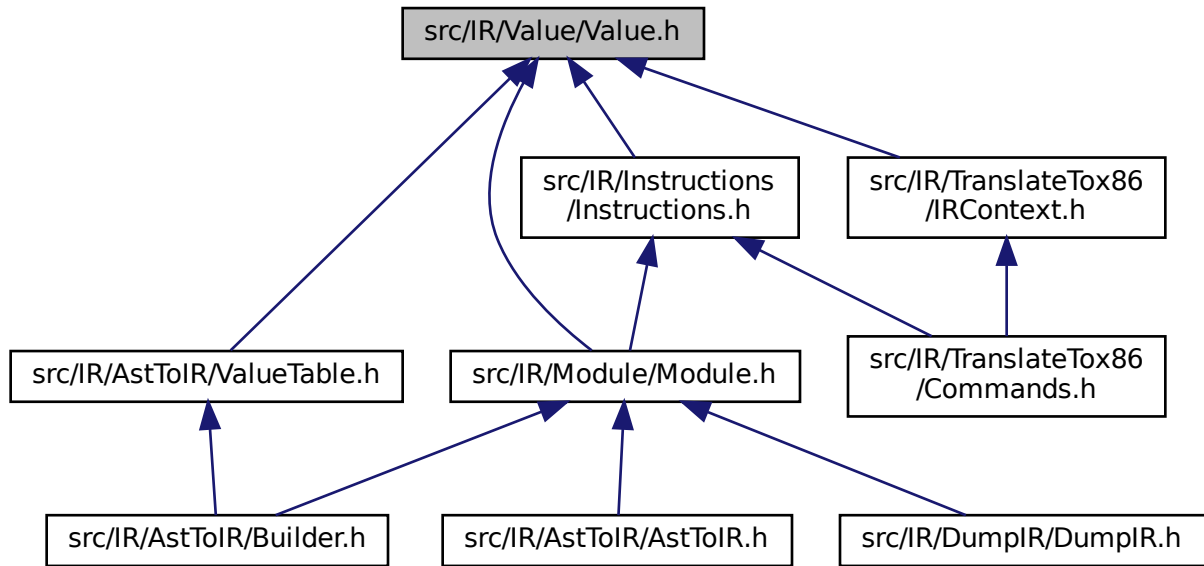 src/IR/Value/Value.h
src/IR/Instructions
/Instructions.h
src/IR/TranslateTox86
/IRContext.h
src/IR/AstToIR/ValueTable.h
src/IR/Module/Module.h
src/IR/TranslateTox86
/Commands.h
src/IR/AstToIR/Builder.h
src/IR/AstToIR/AstToIR.h
src/IR/DumpIR/DumpIR.h